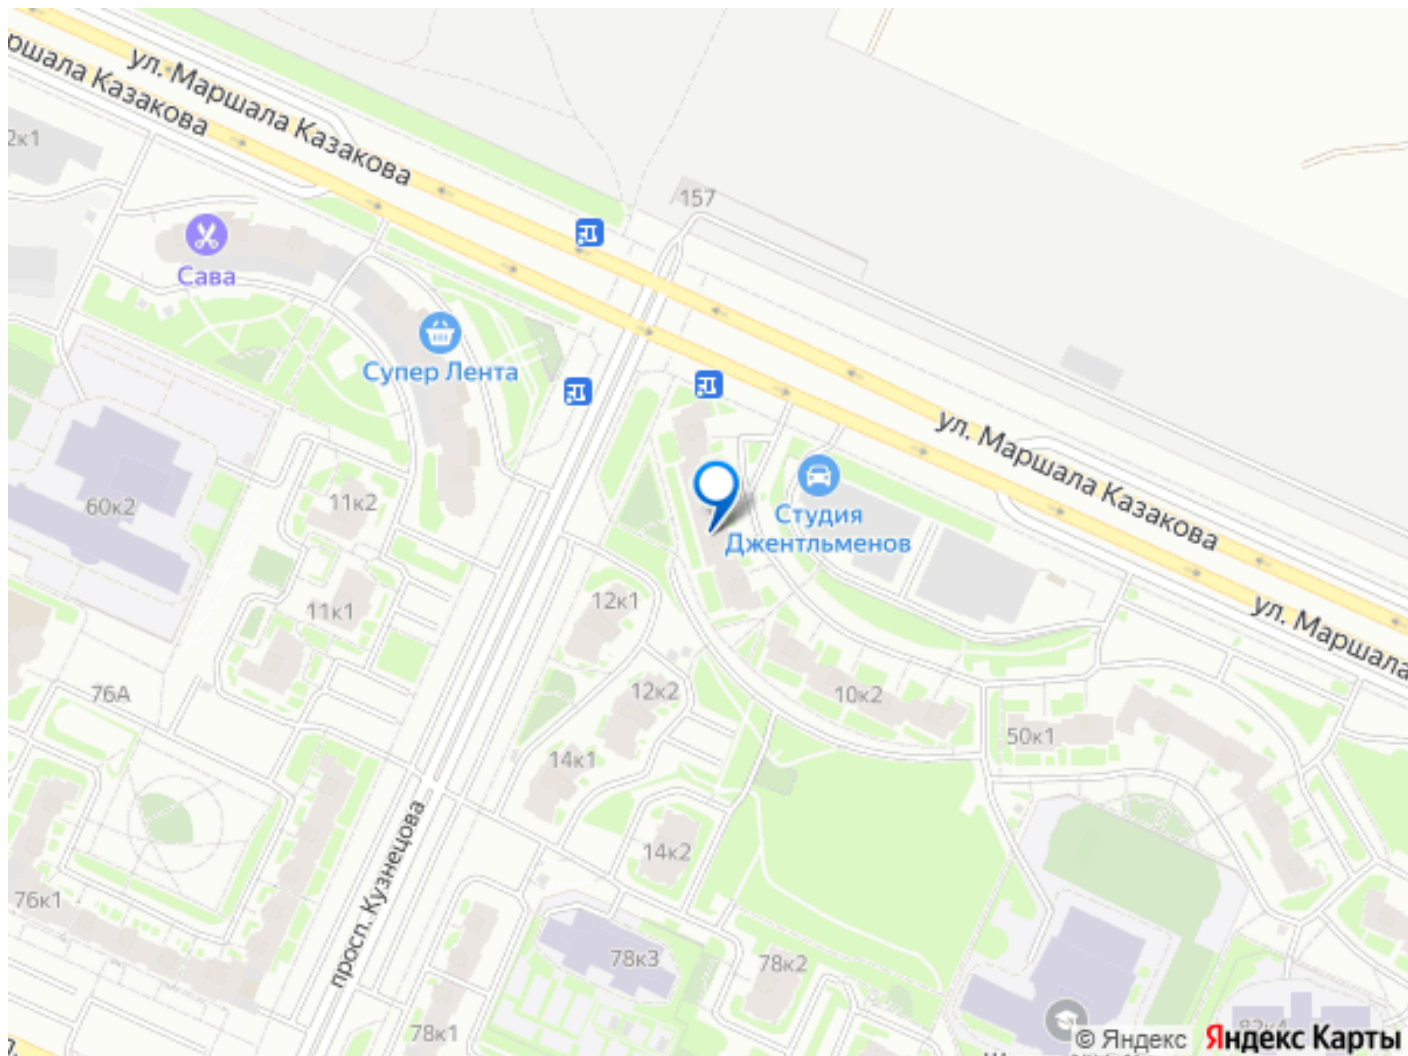 ул. Маршала Казакова
Маршала Казакова
2к1
157
Сава
Супер Лента
ул. Маршала Казакова
Студия
Джентльменов
11к2
60к2
12к1
11к1
ул. Маршала
76А
12к2
10к2
50к1
14к1
14к2
просп. Кузнецова
76к1
78к3
78к2
78к1
© Яндекс
Яндекс Карты